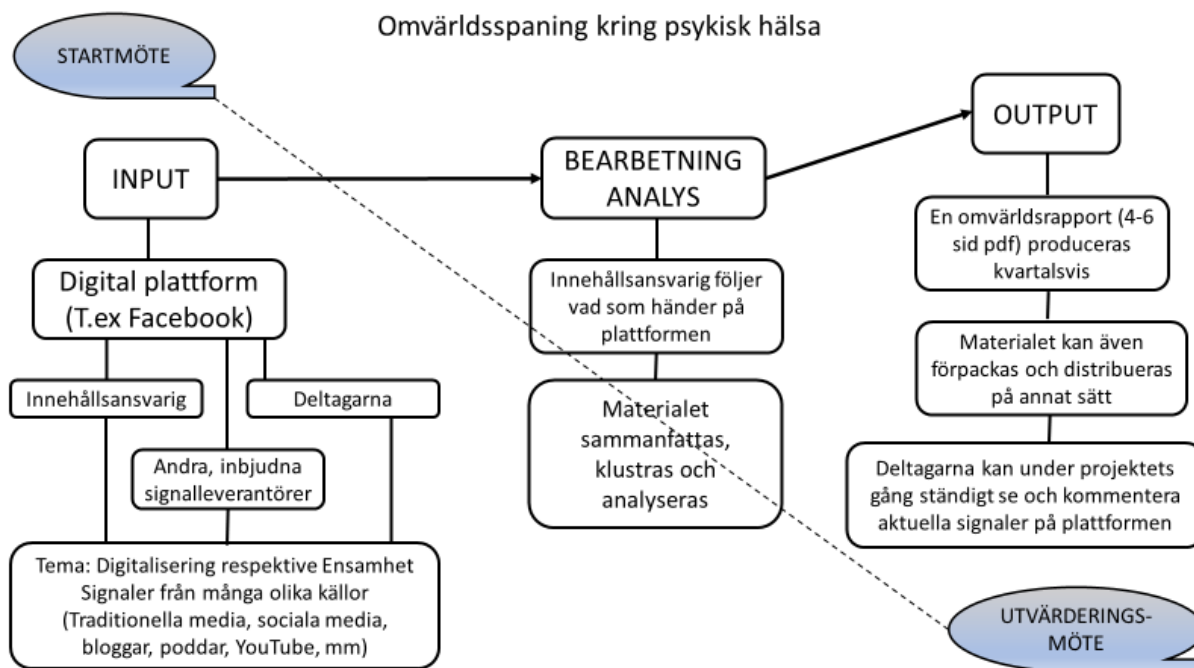 Omvärldsspaning kring psykisk hälsa
STARTMÖTE
INPUT
Digital plattform
(T.ex Facebook)
Innehållsansvarig
Deltagarna
Andra, inbjudna
signalleverantörer
Tema: Digitalisering respektive Ensamhet
Signaler från många olika källor
(Traditionella media, sociala media,
bloggar, poddar, YouTube, mm)
BEARBETNING
ANALYS
Innehållsansvarig följer
vad som händer på
plattformen
Materialet
sammanfattas,
klustras och
analyseras
OUTPUT
En omvärldsrapport (4-6
sid pdf) produceras
kvartalsvis
Materialet kan även
förpackas och distribueras
på annat sätt
Deltagarna kan under projektets
gång ständigt se och kommentera
aktuella signaler på plattformen
UTVÄRDERINGS-
MÖTE